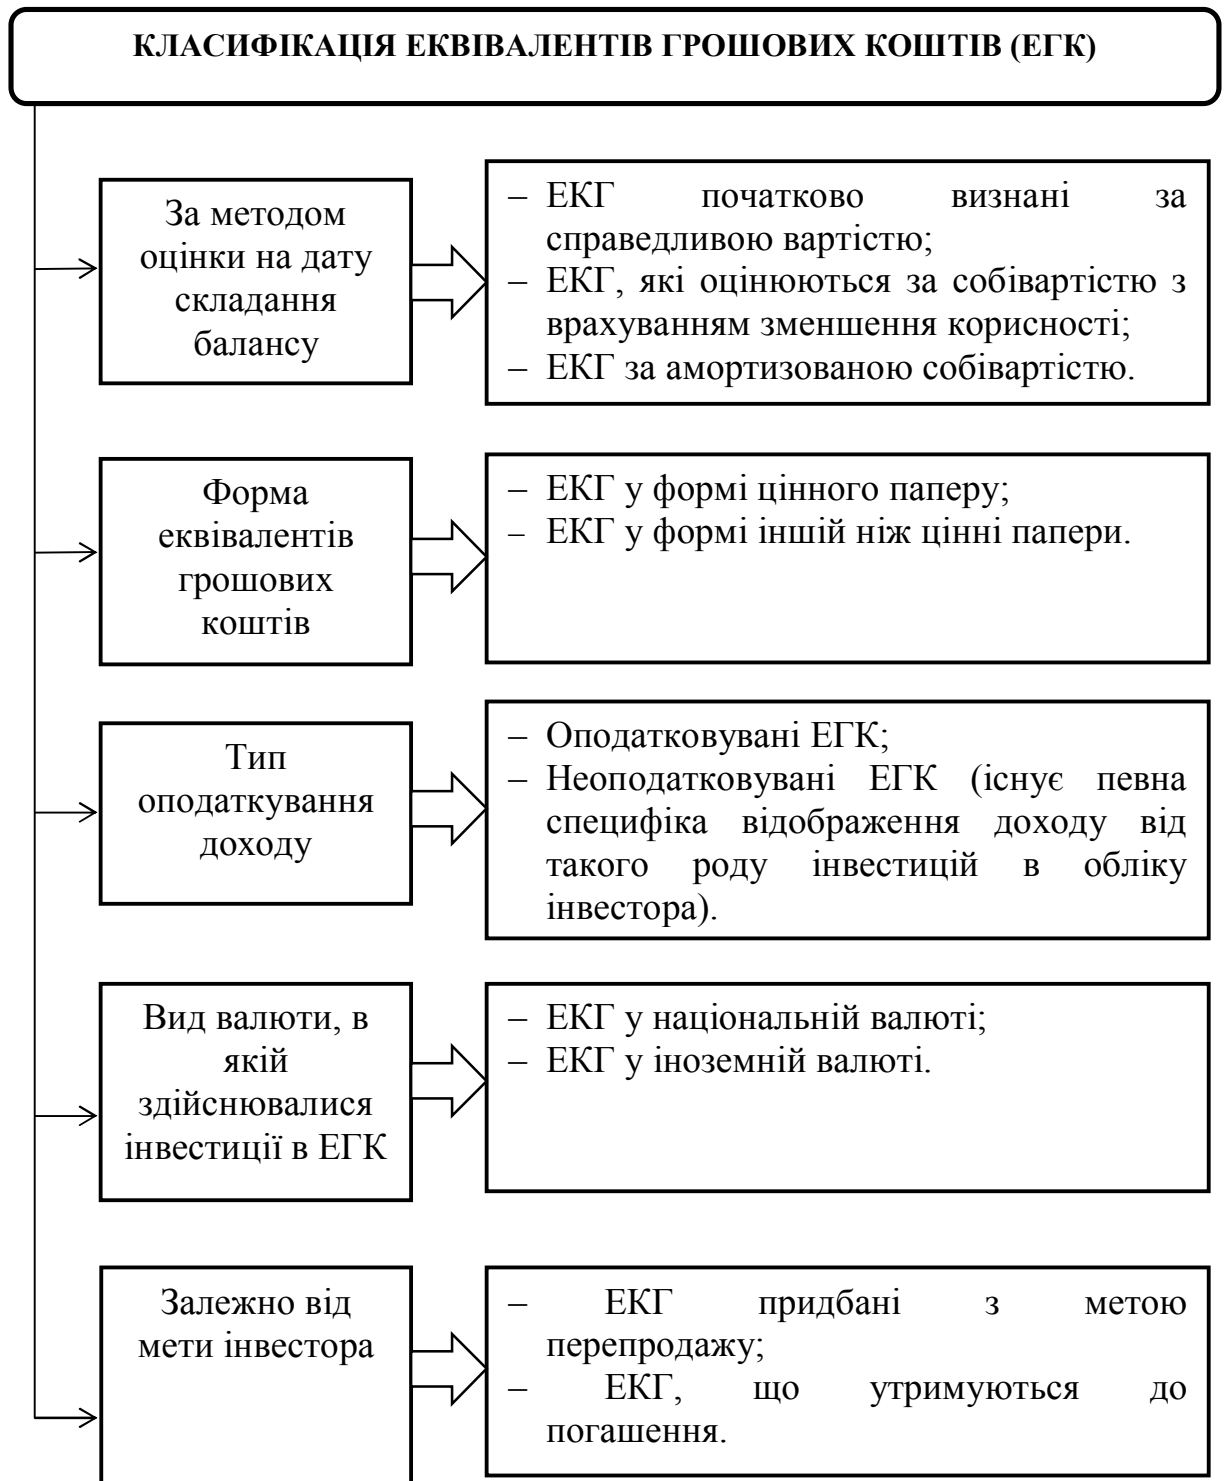 КЛАСИФІКАЦІЯ ЕКВІВАЛЕНТІВ ГРОШОВИХ КОШТІВ (ЕГК)
За методом
оцінки на дату
складання
балансу
– ЕКГ початково визнані за
справедливою вартістю;
– ЕКГ, які оцінюються за собівартістю з
врахуванням зменшення корисності;
– ЕКГ за амортизованою собівартістю.
Форма
еквівалентів
грошових
коштів
– ЕКГ у формі цінного паперу;
– ЕКГ у формі іншій ніж цінні папери.
Тип
оподаткування
доходу
– Оподатковувані ЕГК;
– Неоподатковувані ЕГК (існує певна
специфіка відображення доходу від
такого роду інвестицій в обліку
інвестора).
Вид валюти, в
якій
здійснювалися
інвестиції в ЕГК
– ЕКГ у національній валюті;
– ЕКГ у іноземній валюті.
Залежно від
мети інвестора
– ЕКГ придбані з метою
перепродажу;
– ЕКГ, що утримуються до
погашення.